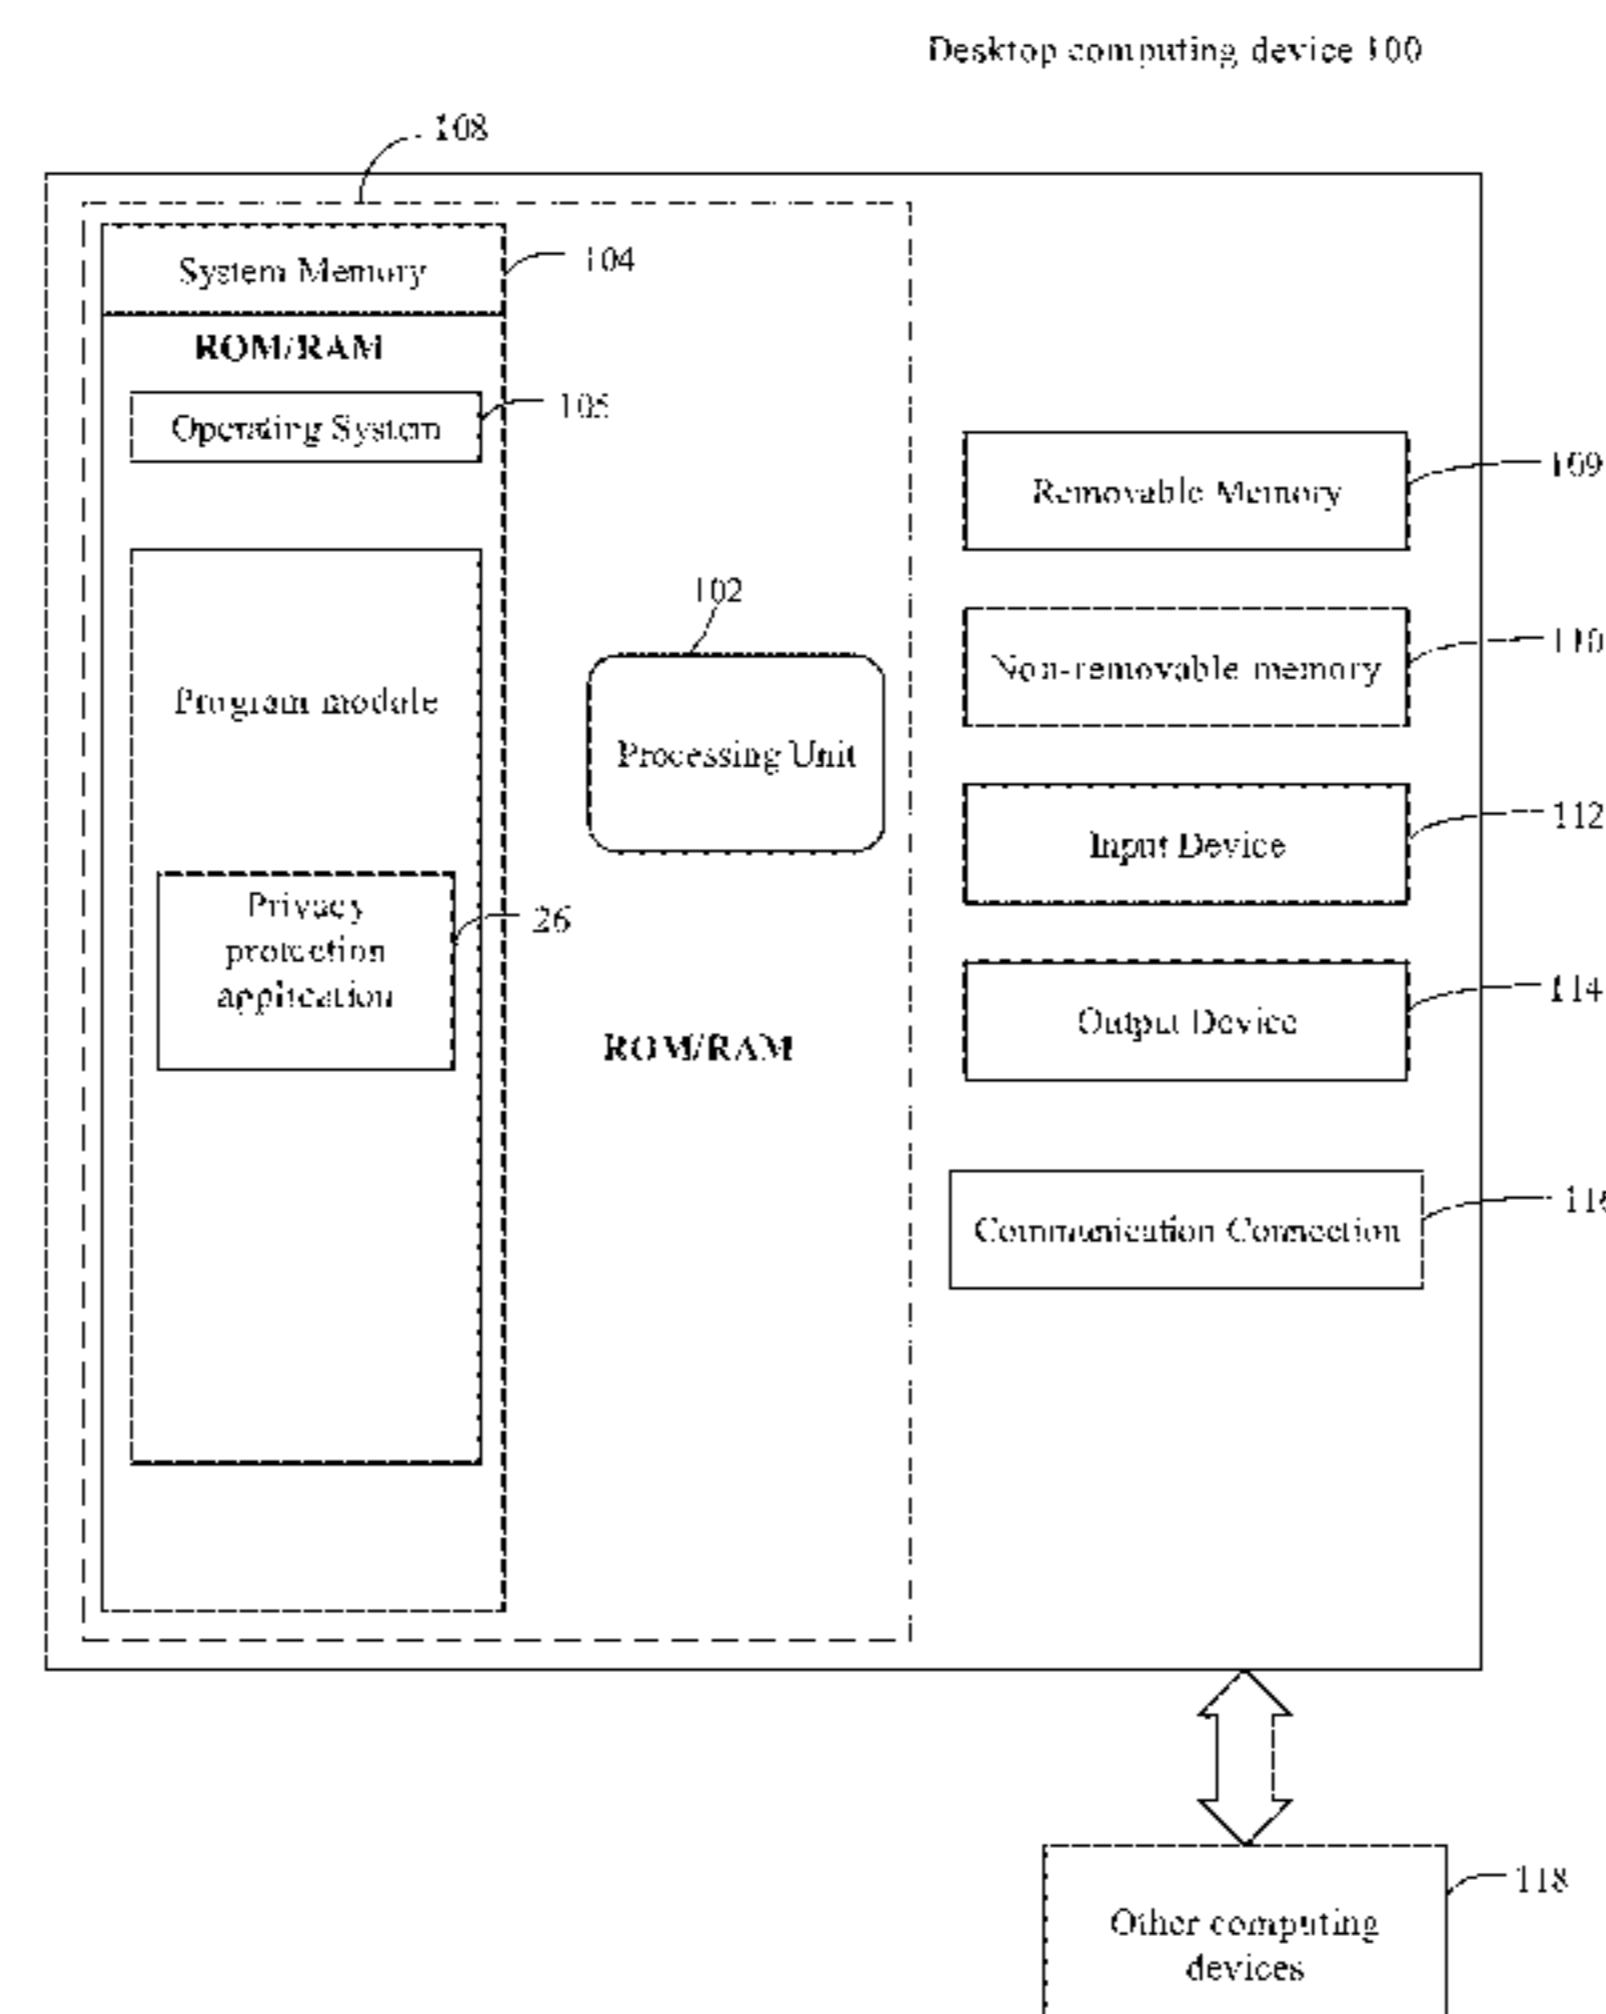 Desktop computing device 100
108
System Memory
104
ROM/RAM
Operating System
105
Removable Memory
109
102
Non-removable memory
110
Program module
Processing Unit
Input Device
112
Privacy
protection
application
26
Output Device
114
ROM/RAM
Communication Connection
116
118
Other computing
devices